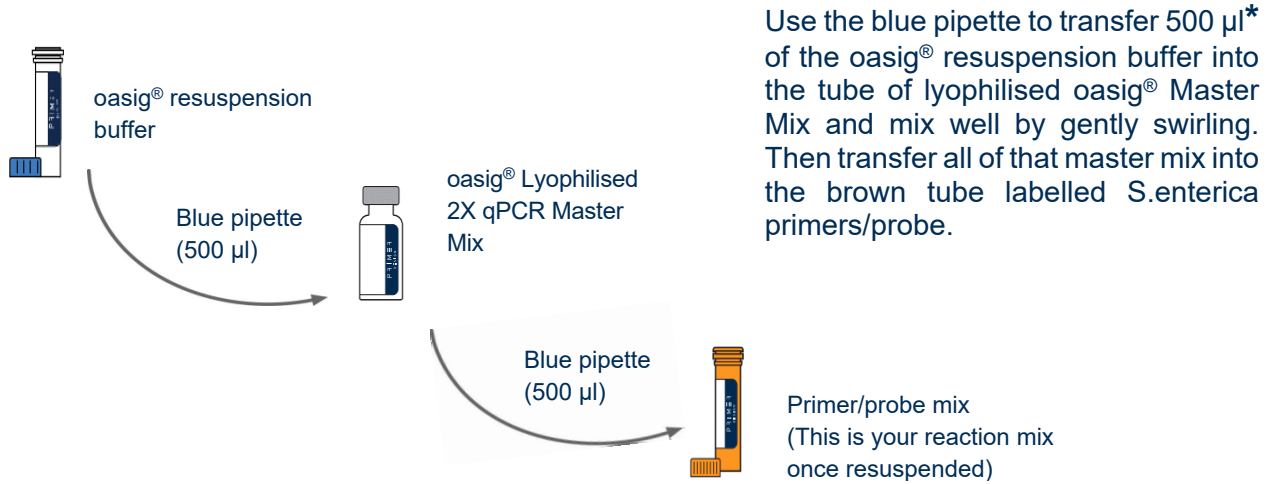 Use the blue pipette to transfer 500 µl*
of the oasig® resuspension buffer into
the tube of lyophilised oasig® Master
Mix and mix well by gently swirling.
Then transfer all of that master mix into
the brown tube labelled S.enterica
primers/probe.
oasig® resuspension
buffer
PRIMER
Blue pipette
(500 µl)
oasig® Lyophilised
2X qPCR Master
Mix
PRIMER
Blue pipette
(500 µl)
PRIMER
Primer/probe mix
(This is your reaction mix
once resuspended)